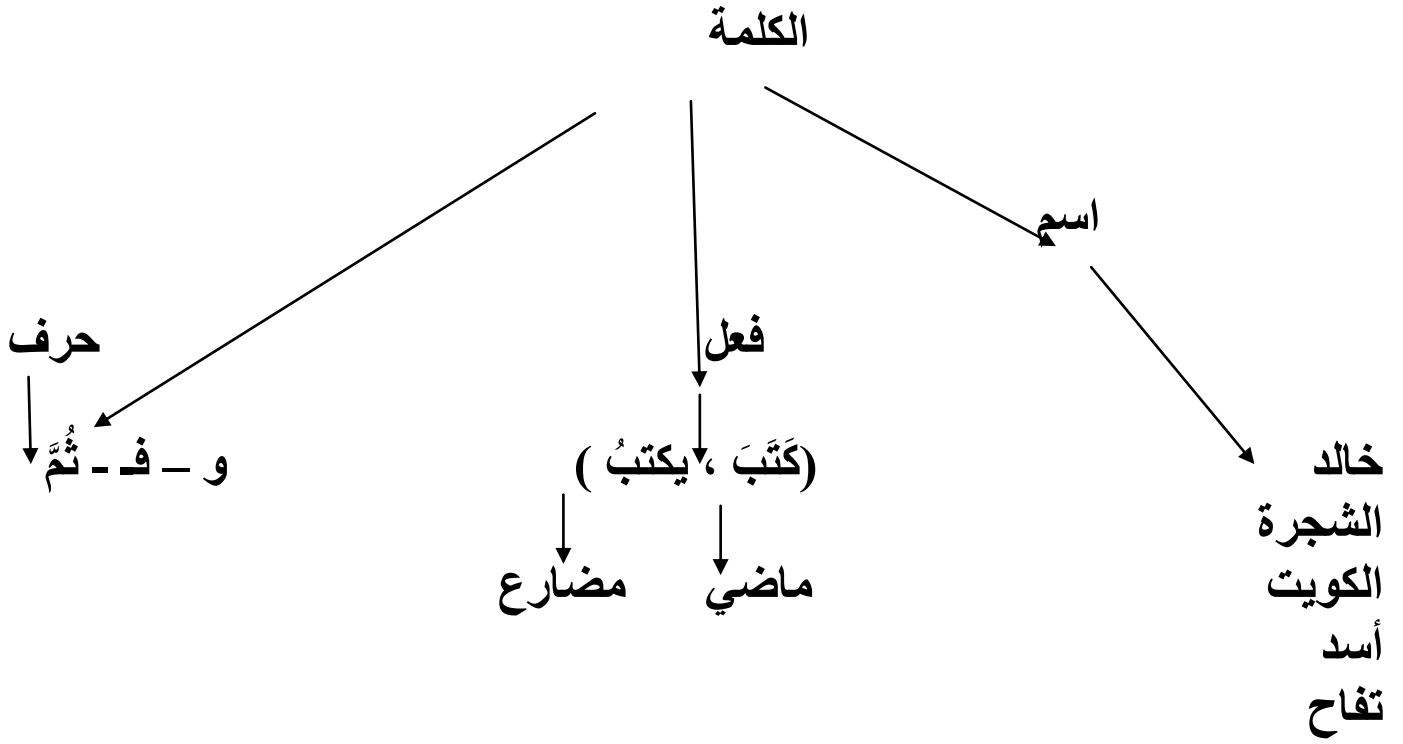 الكلمة
اسم
فعل
حرف
خالد
(كَتَبَ ، يكتبُ )
و – فـ - ثُمَّ
الشجرة
الكويت
ماضي
مضارع
أسد
تفاح